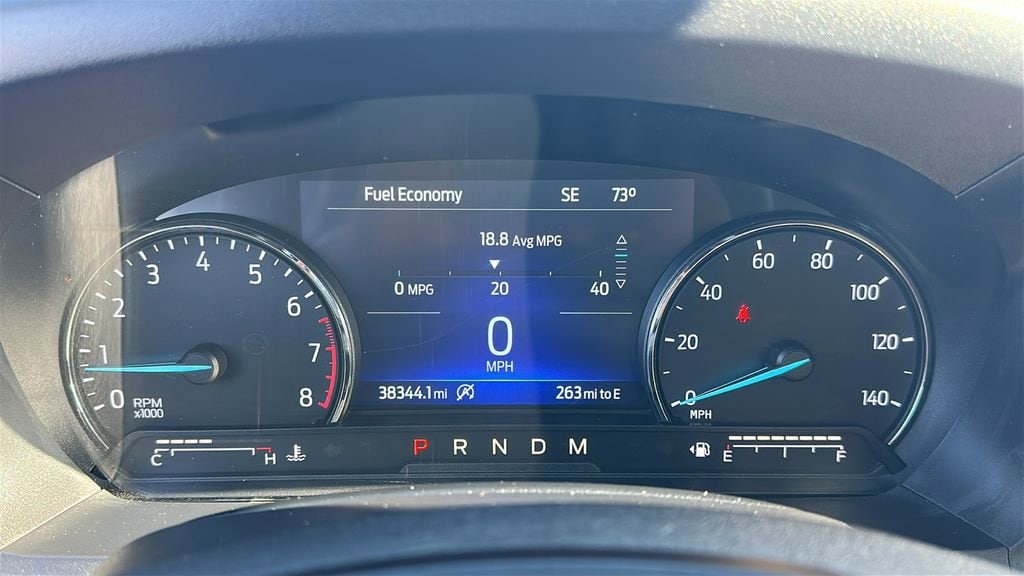 Fuel Economy SE 73°
18.8 Avg MPG
0 MPG 20 40
0
MPH
38344.1 mi 263 mi to E
0 1 2 3 4 5 6 7 8
RPM
x1000
0 20 40 60 80 100 120 140
MPH
C H
P R N D M
E F